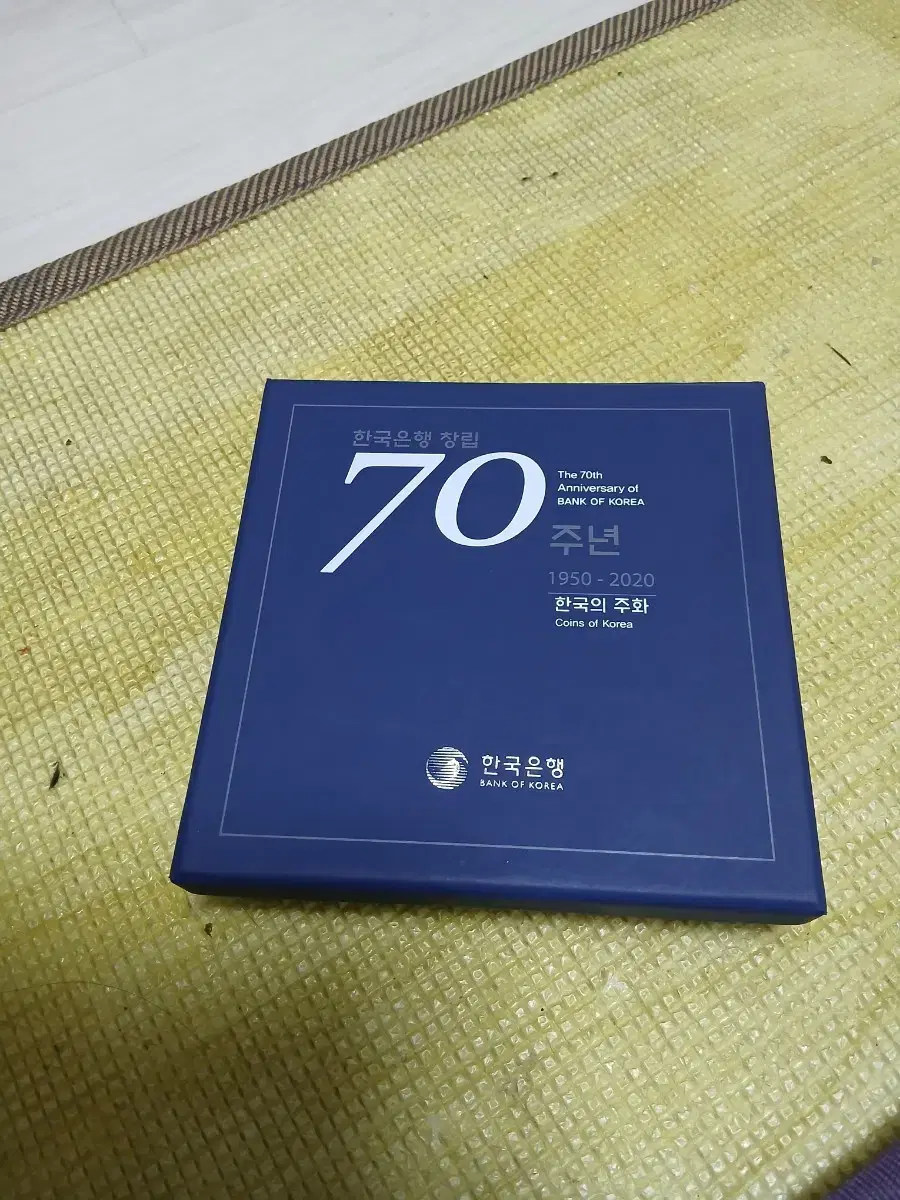 한국은행 창립
70
The 70th
Anniversary of
BANK OF KOREA
주년
1950 - 2020
한국의 주화
Coins of Korea
한국은행
BANK OF KOREA